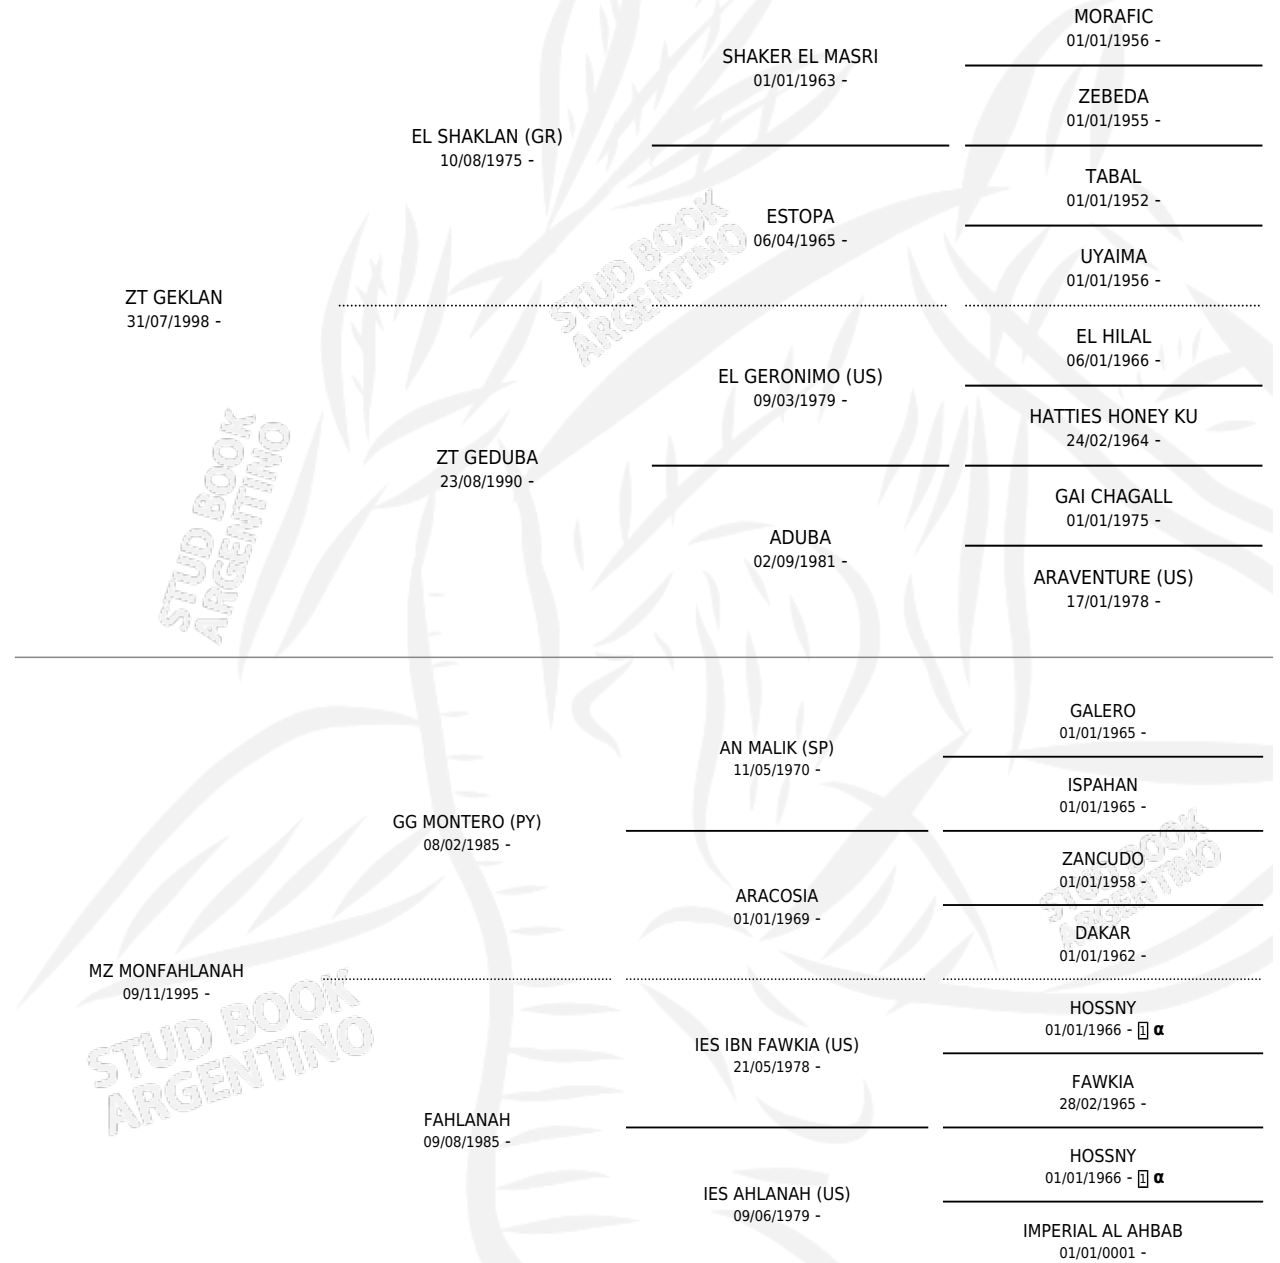 MORAFIC
01/01/1956 -
SHAKER EL MASRI
01/01/1963 -
ZEBEDA
01/01/1955 -
EL SHAKLAN (GR)
10/08/1975 -
TABAL
01/01/1952 -
ESTOPA
06/04/1965 -
UYAIMA
01/01/1956 -
ZT GEKLAN
31/07/1998 -
EL HILAL
06/01/1966 -
EL GERONIMO (US)
09/03/1979 -
HATTIES HONEY KU
24/02/1964 -
ZT GEDUBA
23/08/1990 -
GAI CHAGALL
01/01/1975 -
ADUBA
02/09/1981 -
ARAVENTURE (US)
17/01/1978 -
GALERO
01/01/1965 -
AN MALIK (SP)
11/05/1970 -
ISPAHAN
01/01/1965 -
GG MONTERO (PY)
08/02/1985 -
ZANCUDO
01/01/1958 -
ARACOSIA
01/01/1969 -
DAKAR
01/01/1962 -
MZ MONFAHLANAH
09/11/1995 -
HOSSNY
01/01/1966 - 1 α
IES IBN FAWKIA (US)
21/05/1978 -
FAWKIA
28/02/1965 -
FAHLANAH
09/08/1985 -
HOSSNY
01/01/1966 - 1 α
IES AHLANAH (US)
09/06/1979 -
IMPERIAL AL AHBAB
01/01/0001 -
STUD BOOK
ARGENTINO
STUD BOOK
ARGENTINO
STUD BOOK
ARGENTINO
STUD BOOK
ARGENTINO